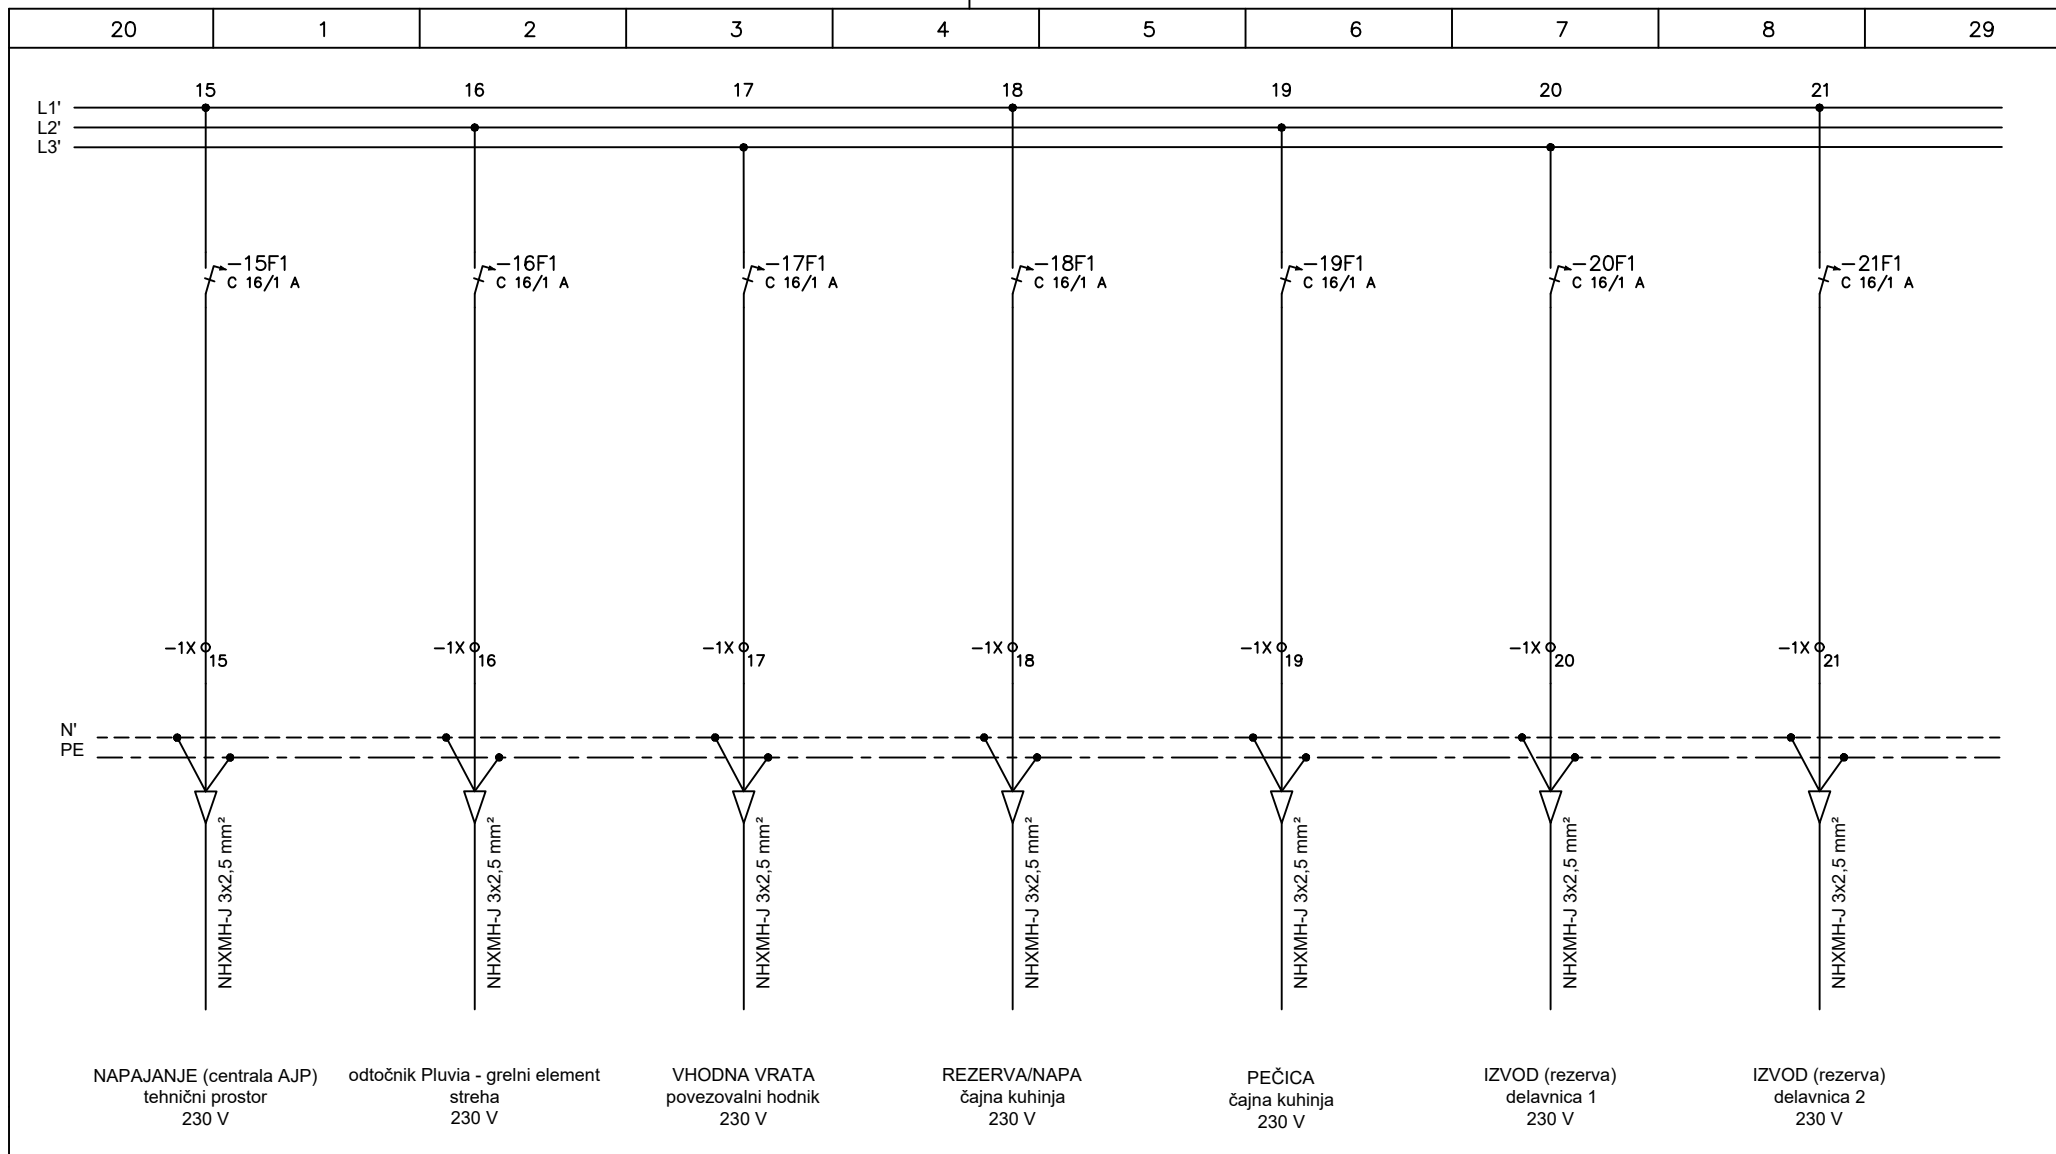 20 1 2 3 4 5 6 7 8 29
15 16 17 18 19 20 21
L1'
L2'
L3'
-15F1 -16F1 -17F1 -18F1 -19F1 -20F1 -21F1
C 16/1 A C 16/1 A C 16/1 A C 16/1 A C 16/1 A C 16/1 A C 16/1 A
-1X -1X -1X -1X -1X -1X -1X
15 16 17 18 19 20 21
N'
PE
NHXMH-J 3x2,5 mm² NHXMH-J 3x2,5 mm² NHXMH-J 3x2,5 mm² NHXMH-J 3x2,5 mm² NHXMH-J 3x2,5 mm² NHXMH-J 3x2,5 mm² NHXMH-J 3x2,5 mm²
NAPAJANJE (centrala AJP)
tehnični prostor
230 V
odtočnik Pluvia - grelni element
streha
230 V
VHODNA VRATA
povezovalni hodnik
230 V
REZERVA/NAPA
čajna kuhinja
230 V
PEČICA
čajna kuhinja
230 V
IZVOD (rezerva)
delavnica 1
230 V
IZVOD (rezerva)
delavnica 2
230 V